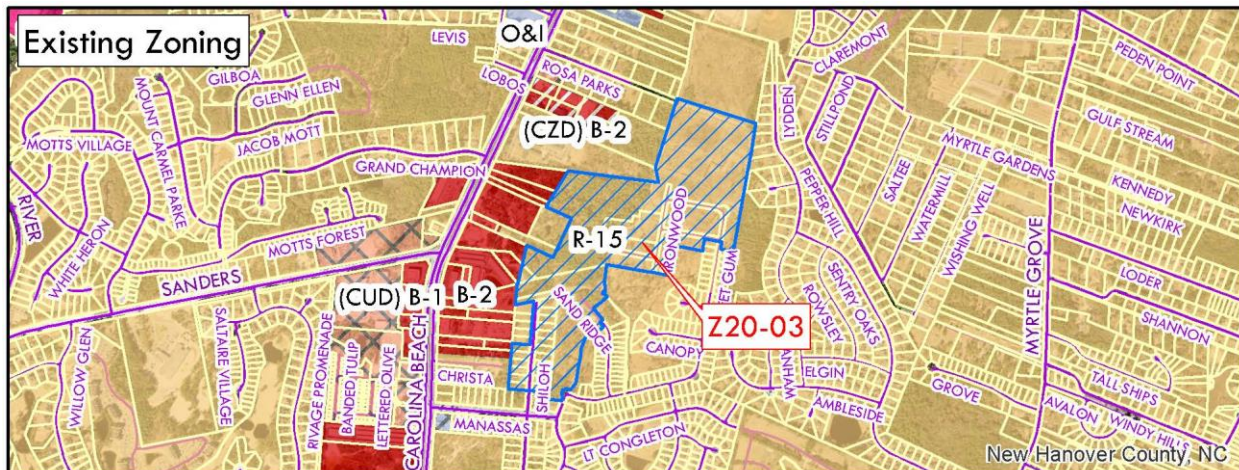 Existing Zoning
LEVIS
O&I
GILBOA
MOUNT CARMEL PARKE
GLENN ELLEN
LOBOS
ROSA PARKS
CLAREMONT
PEDEN POINT
LYDDEN
STILLPOND
(CZD) B-2
JACOB MOTT
MOTTS VILLAGE
GULF STREAM
MYRTLE GARDENS
GRAND CHAMPION
PEPPER HILL
SALTEE
WATERMILL
WISHING WELL
KENNEDY
NEWKIRK
RIVER
WHITE HERON
MOTTS FOREST
R-15
IRONWOOD
MYRTLE GROVE
LODER
SANDERS
(CUD) B-1
B-2
ET GUM
SENTRY OAKS
ROWSLEY
SHANNON
SAND RIDGE
Z20-03
WILLOW GLEN
SALTAIRE VILLAGE
RIVAGE PROMENADE
BANDED TULIP
LETTERED OLIVE
CAROLINA BEACH
CHRISTA
SHILOH
CANOPY
ELGIN
TALL SHIPS
GROVE
AVALON
WINDY HILLS
MANASSAS
AMBLESIDE
LT CONGLETON
New Hanover County, NC